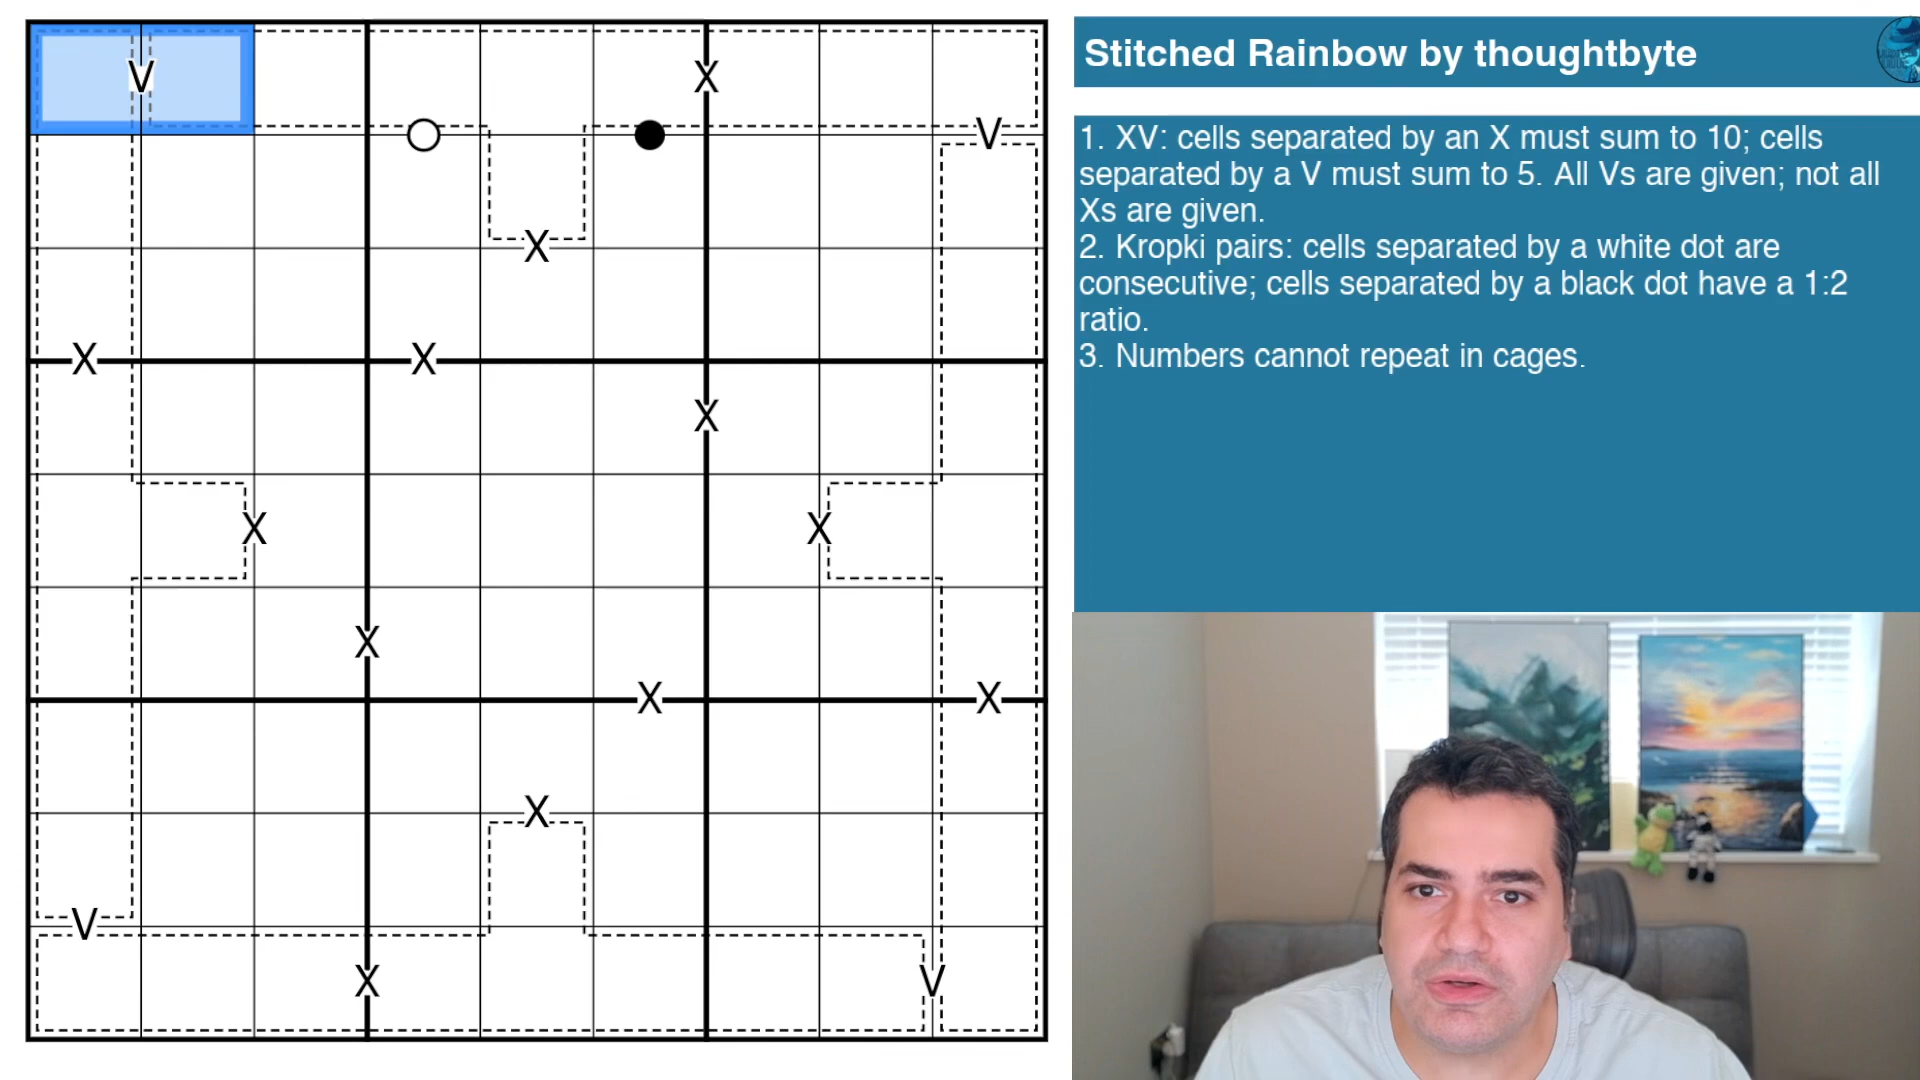 Stitched Rainbow by thoughtbyte
1. XV: cells separated by an X must sum to 10; cells
separated by a V must sum to 5. All Vs are given; not all
Xs are given.
2. Kropki pairs: cells separated by a white dot are
consecutive; cells separated by a black dot have a 1:2
ratio.
3. Numbers cannot repeat in cages.
V X
V
X
X X
X
X X
X
X X
X
V
X V